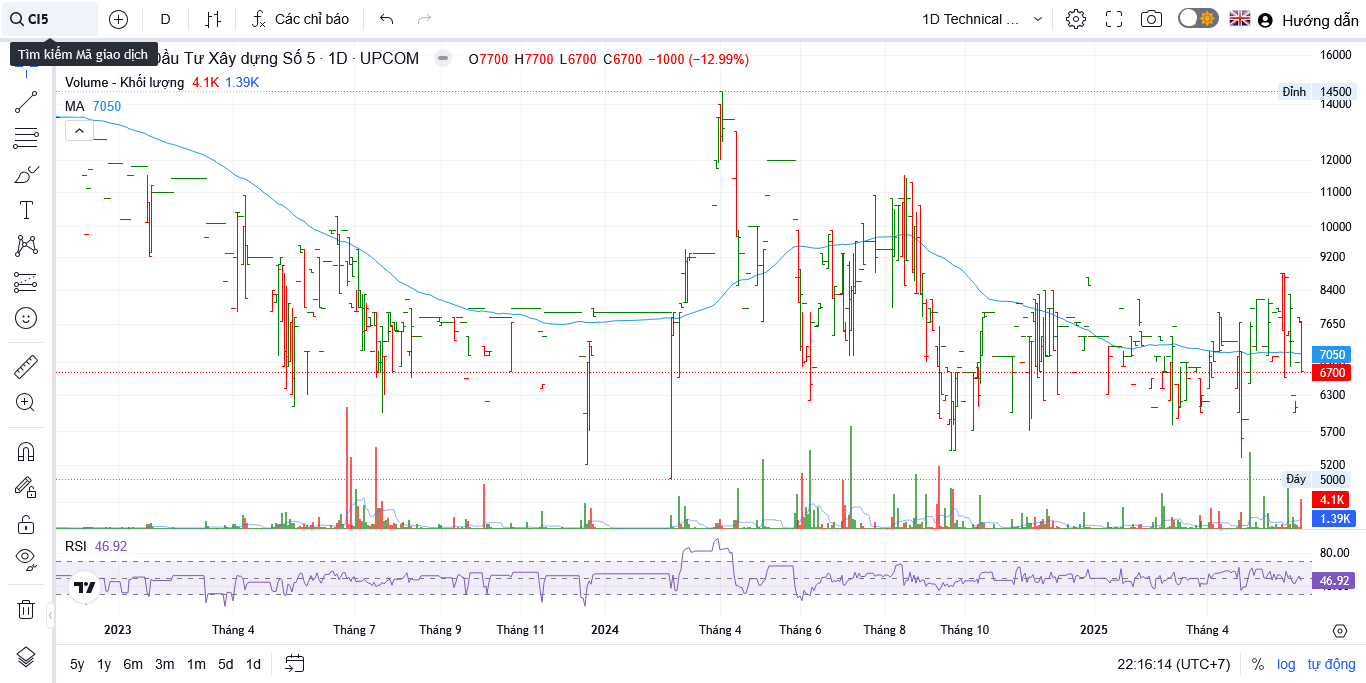 CI5
D
Các chỉ báo
1D Technical ...
Hướng dẫn
Tìm kiếm Mã giao dịch
Đầu Tư Xây dựng Số 5 · 1D · UPCOM
O7700 H7700 L6700 C6700 −1000 (−12.99%)
Volume - Khối lượng 4.1K 1.39K
MA 7050
16000
Đỉnh 14500
14000
12000
11000
10000
9200
8400
7650
7050
6700
6300
5700
5200
Đáy 5000
4.1K
1.39K
RSI 46.92
80.00
46.92
2023
Tháng 4
Tháng 7
Tháng 9
Tháng 11
2024
Tháng 4
Tháng 6
Tháng 8
Tháng 10
2025
Tháng 4
5y 1y 6m 3m 1m 5d 1d
22:16:14 (UTC+7)
% log tự động